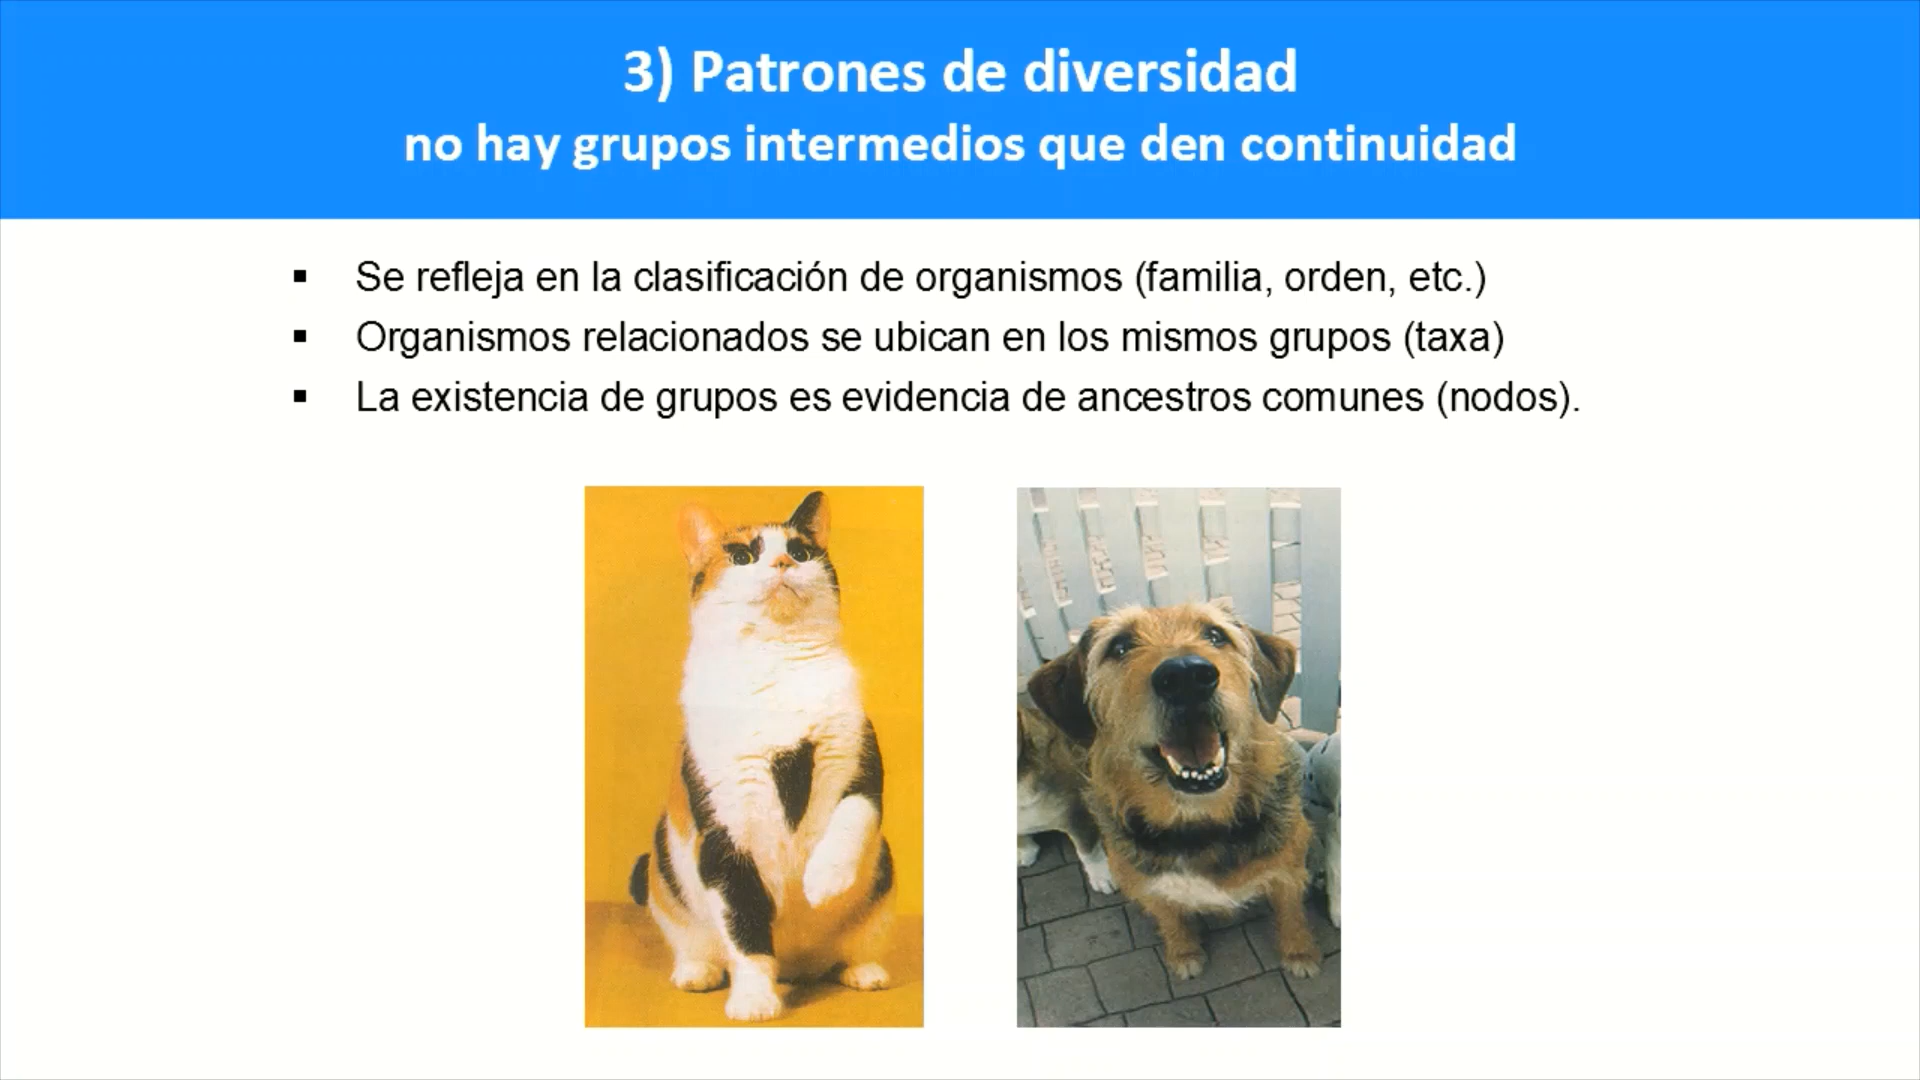 3) Patrones de diversidad
no hay grupos intermedios que den continuidad
▪ Se refleja en la clasificación de organismos (familia, orden, etc.)
▪ Organismos relacionados se ubican en los mismos grupos (taxa)
▪ La existencia de grupos es evidencia de ancestros comunes (nodos).